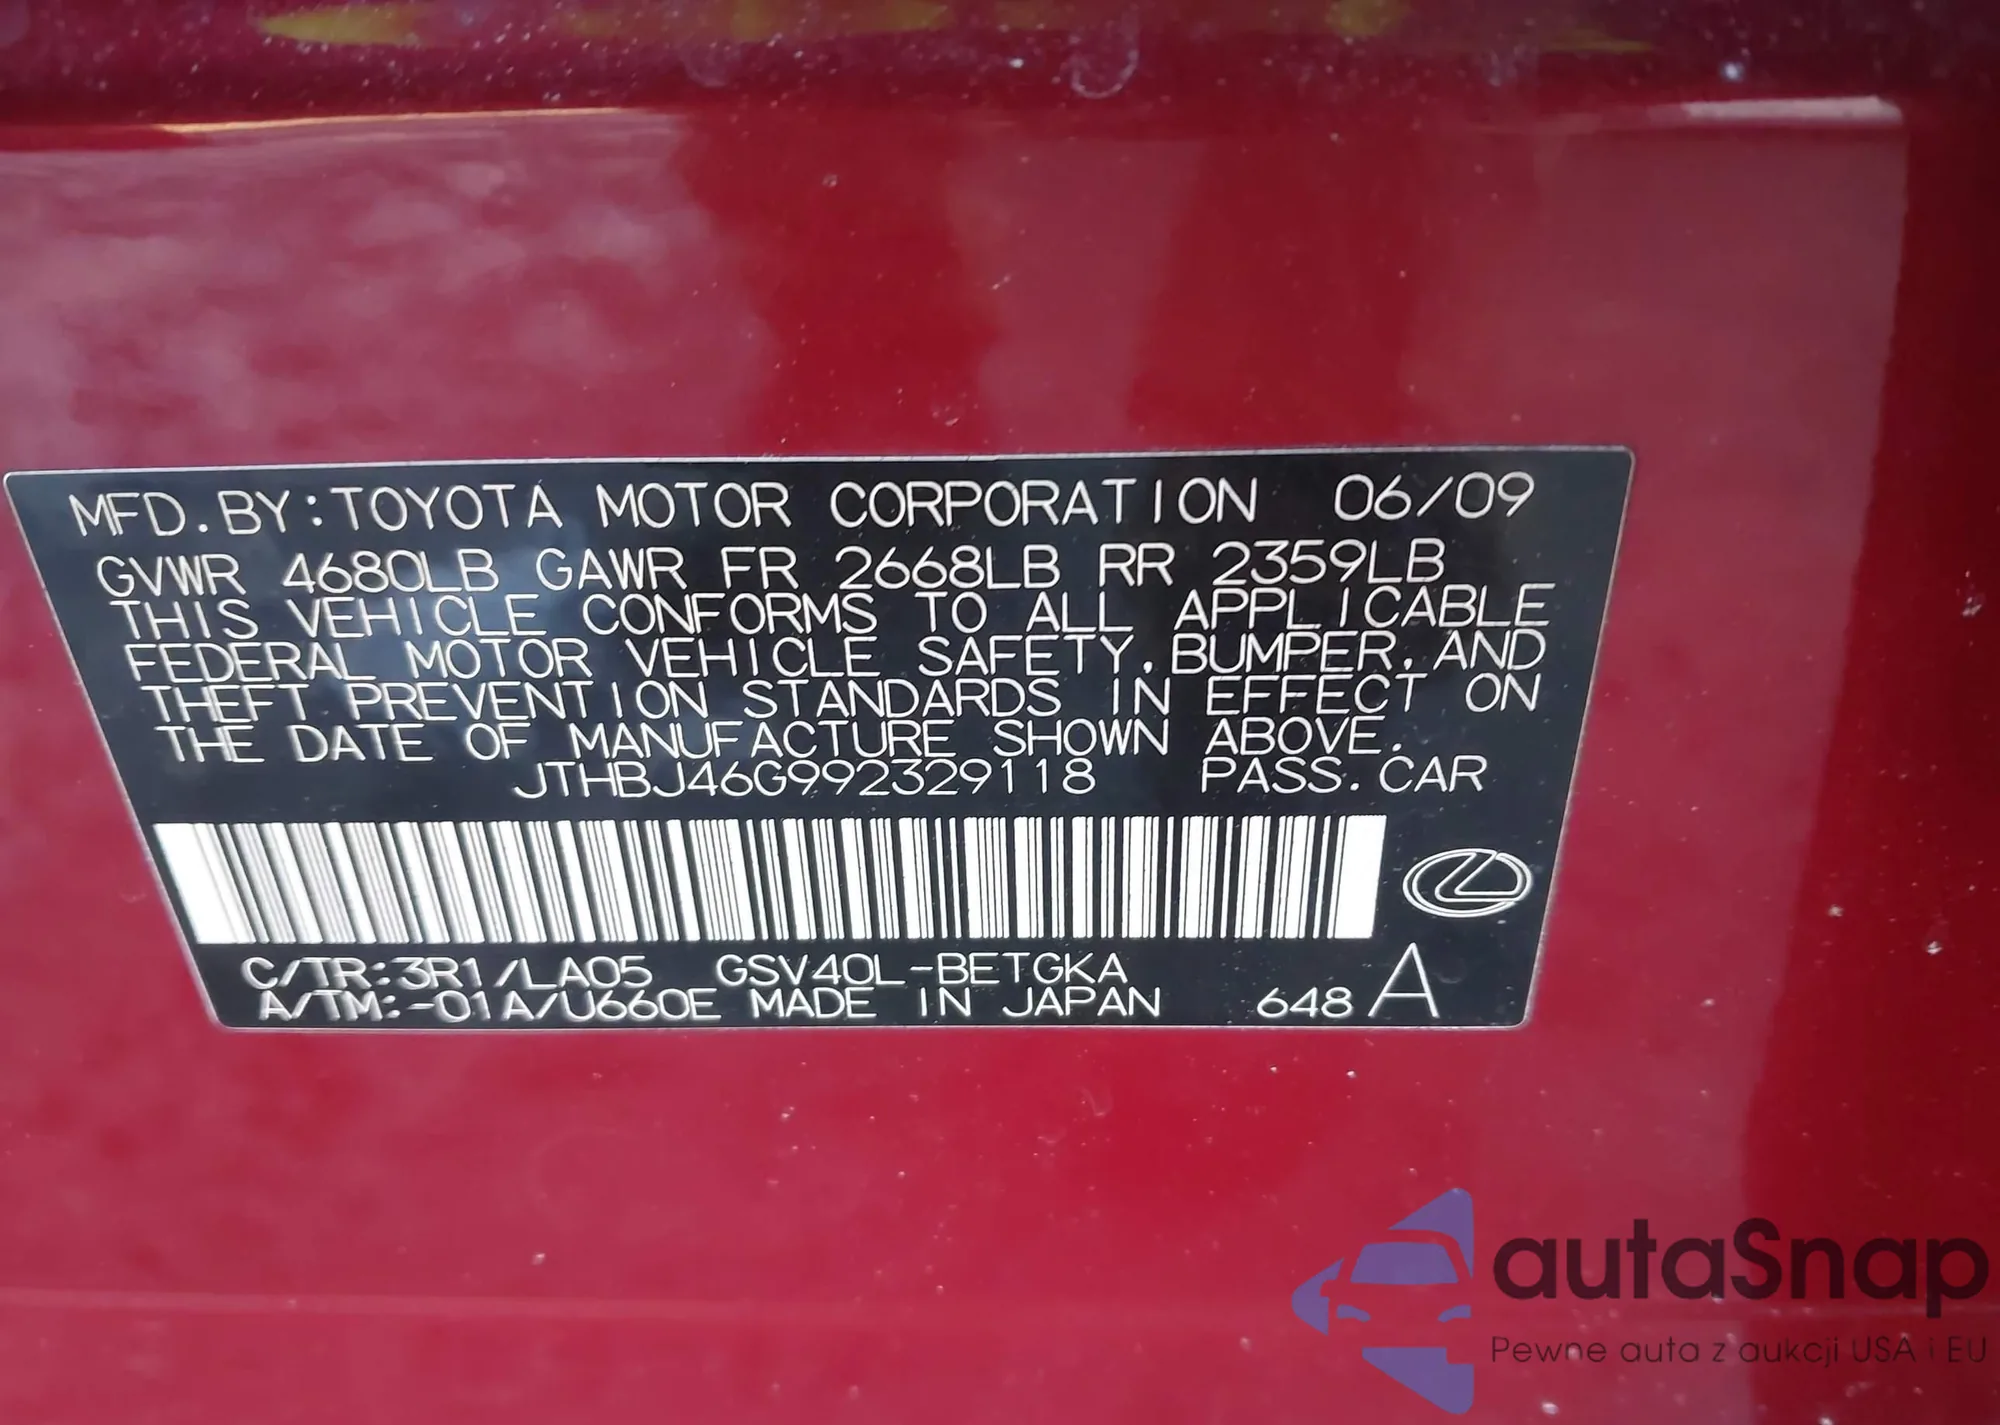 MFD. BY: TOYOTA MOTOR CORPORATION 06/09
GVWR 4680LB GAWR FR 2668LB RR 2359LB
THIS VEHICLE CONFORMS TO ALL APPLICABLE
FEDERAL MOTOR VEHICLE SAFETY, BUMPER, AND
THEFT PREVENTION STANDARDS IN EFFECT ON
THE DATE OF MANUFACTURE SHOWN ABOVE.
JTHBJ46G992329118 PASS. CAR
C/TR:3R1/LA05 GSV40L-BETGKA
A/TM:-01A/U660E MADE IN JAPAN 648 A
autaSnap
Pewne auta z aukcji USA i EU